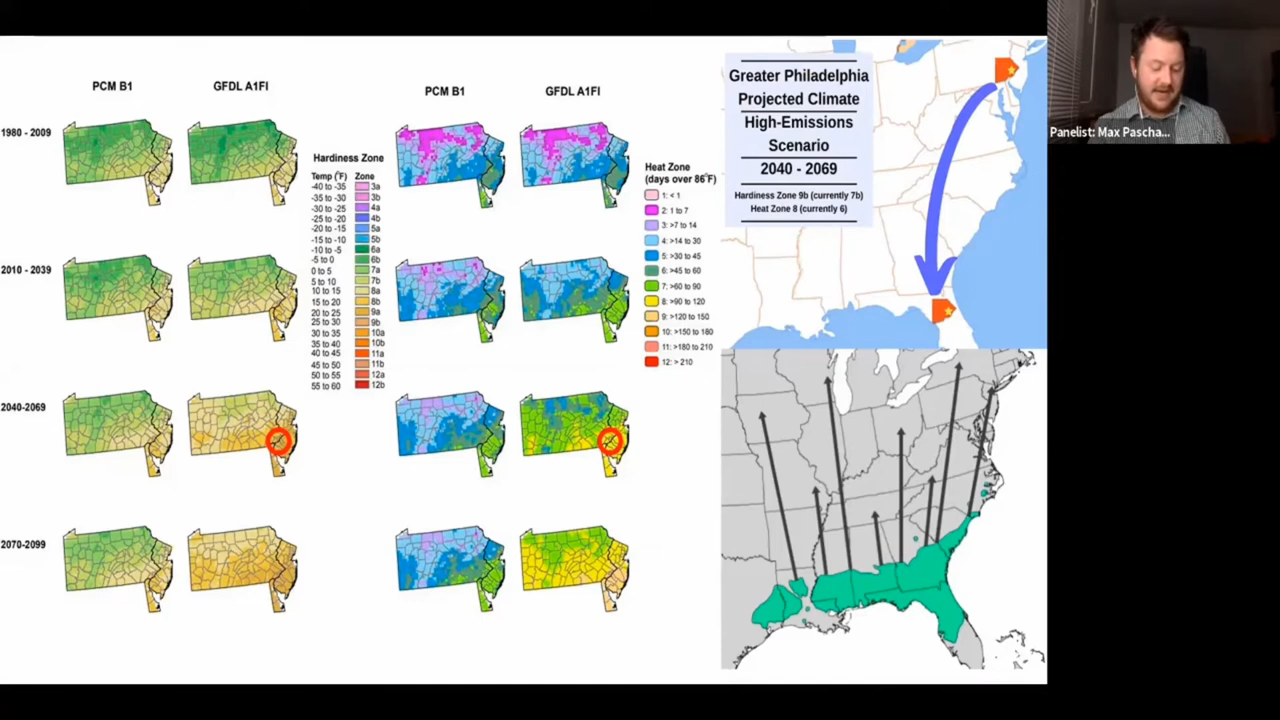 PCM B1
GFDL A1FI
PCM B1
GFDL A1FI
1980 - 2009
2010 - 2039
2040-2069
2070-2099
Hardiness Zone
Temp (°F) Zone
-40 to -35 3a
-35 to -30 3b
-30 to -25 4a
-25 to -20 4b
-20 to -15 5a
-15 to -10 5b
-10 to -5 6a
-5 to 0 6b
0 to 5 7a
5 to 10 7b
10 to 15 8a
15 to 20 8b
20 to 25 9a
25 to 30 9b
30 to 35 10a
35 to 40 10b
40 to 45 11a
45 to 50 11b
50 to 55 12a
55 to 60 12b
Heat Zone
(days over 86°F)
1: < 1
2: 1 to 7
3: >7 to 14
4: >14 to 30
5: >30 to 45
6: >45 to 60
7: >60 to 90
8: >90 to 120
9: >120 to 150
10: >150 to 180
11: >180 to 210
12: > 210
Greater Philadelphia
Projected Climate
High-Emissions
Scenario
2040 - 2069
Hardiness Zone 9b (currently 7b)
Heat Zone 8 (currently 6)
Panelist: Max Pascha...